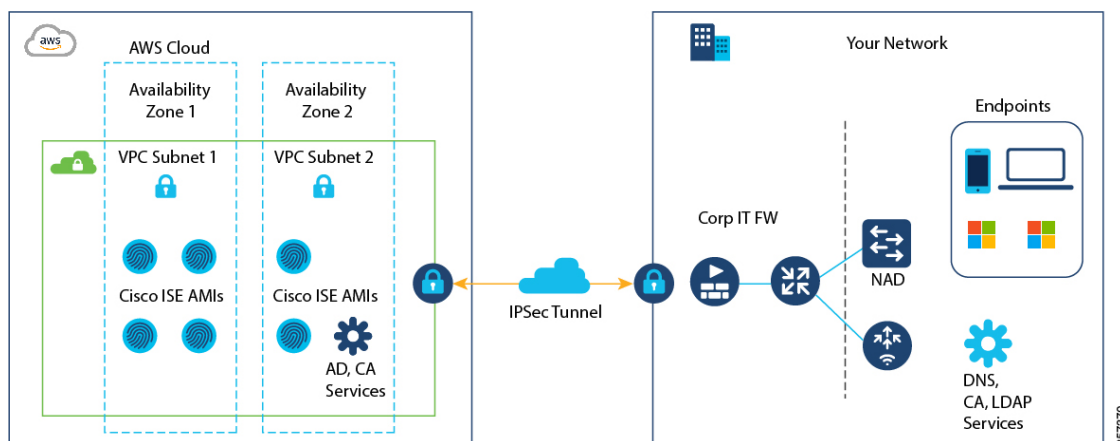 aws
AWS Cloud
Availability
Zone 1
Availability
Zone 2
VPC Subnet 1
VPC Subnet 2
Cisco ISE AMIs
Cisco ISE AMIs
AD, CA
Services
IPSec Tunnel
Your Network
Endpoints
Corp IT FW
NAD
DNS,
CA, LDAP
Services